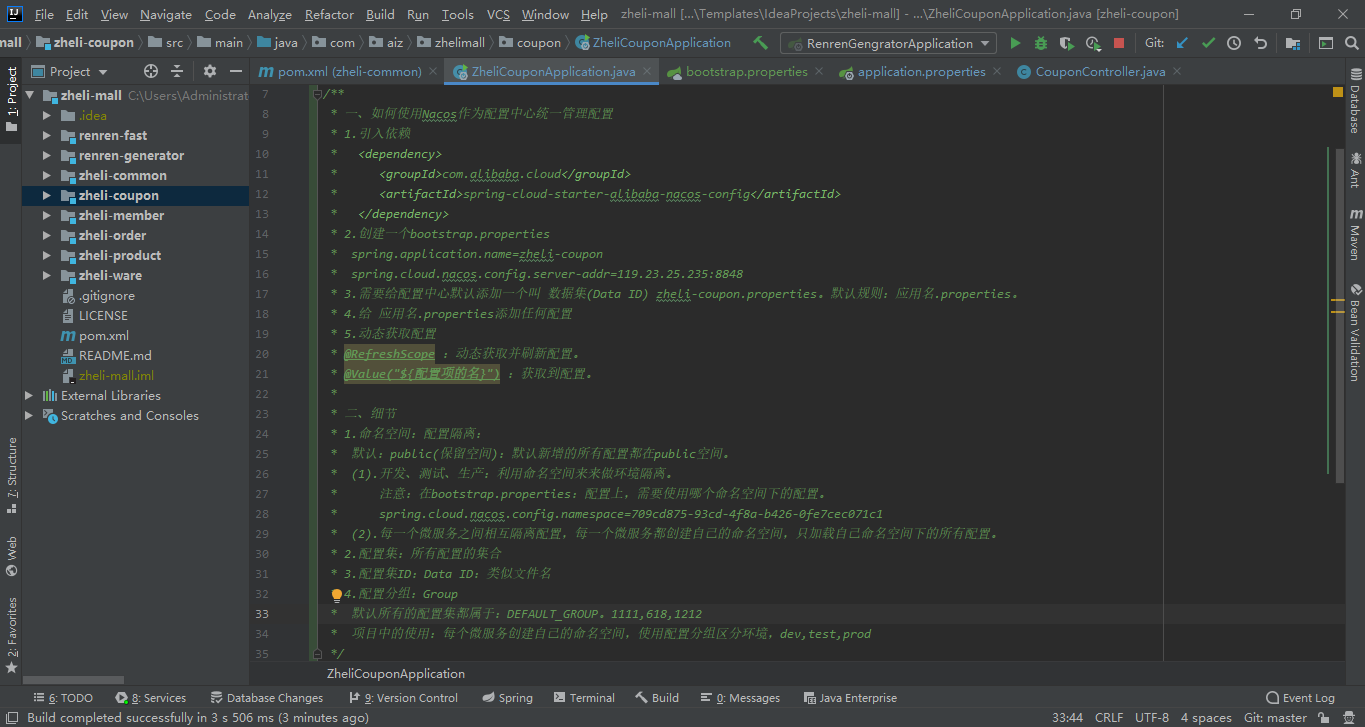 File Edit View Navigate Code Analyze Refactor Build Run Tools VCS Window Help zheli-mall [...\Templates\IdeaProjects\zheli-mall] - ...\ZheliCouponApplication.java [zheli-coupon]
mall zheli-coupon src main java com aiz zhelimall coupon ZheliCouponApplication RenrenGengratorApplication Git:
Project pom.xml (zheli-common) ZheliCouponApplication.java bootstrap.properties application.properties CouponController.java
1: Project
7: Structure
Web
2: Favorites
zheli-mall C:\Users\Administrat
.idea
renren-fast
renren-generator
zheli-common
zheli-coupon
zheli-member
zheli-order
zheli-product
zheli-ware
.gitignore
LICENSE
pom.xml
README.md
zheli-mall.iml
External Libraries
Scratches and Consoles
7 /**
8 * 一、如何使用Nacos作为配置中心统一管理配置
9 * 1.引入依赖
10 * <dependency>
11 * <groupId>com.alibaba.cloud</groupId>
12 * <artifactId>spring-cloud-starter-alibaba-nacos-config</artifactId>
13 * </dependency>
14 * 2.创建一个bootstrap.properties
15 * spring.application.name=zheli-coupon
16 * spring.cloud.nacos.config.server-addr=119.23.25.235:8848
17 * 3.需要给配置中心默认添加一个叫 数据集(Data ID) zheli-coupon.properties。默认规则：应用名.properties。
18 * 4.给 应用名.properties添加任何配置
19 * 5.动态获取配置
20 * @RefreshScope ：动态获取并刷新配置。
21 * @Value("${配置项的名}") ：获取到配置。
22 *
23 * 二、细节
24 * 1.命名空间：配置隔离：
25 * 默认：public(保留空间)：默认新增的所有配置都在public空间。
26 * (1).开发、测试、生产：利用命名空间来来做环境隔离。
27 * 注意：在bootstrap.properties：配置上，需要使用哪个命名空间下的配置。
28 * spring.cloud.nacos.config.namespace=709cd875-93cd-4f8a-b426-0fe7cec071c1
29 * (2).每一个微服务之间相互隔离配置，每一个微服务都创建自己的命名空间，只加载自己命名空间下的所有配置。
30 * 2.配置集：所有配置的集合
31 * 3.配置集ID：Data ID：类似文件名
32 4.配置分组：Group
33 * 默认所有的配置集都属于：DEFAULT_GROUP。1111,618,1212
34 * 项目中的使用：每个微服务创建自己的命名空间，使用配置分组区分环境，dev,test,prod
35 */
ZheliCouponApplication
Database
Ant
Maven
Bean Validation
6: TODO 8: Services Database Changes 9: Version Control Spring Terminal Build 0: Messages Java Enterprise Event Log
Build completed successfully in 3 s 506 ms (3 minutes ago) 33:44 CRLF UTF-8 4 spaces Git: master